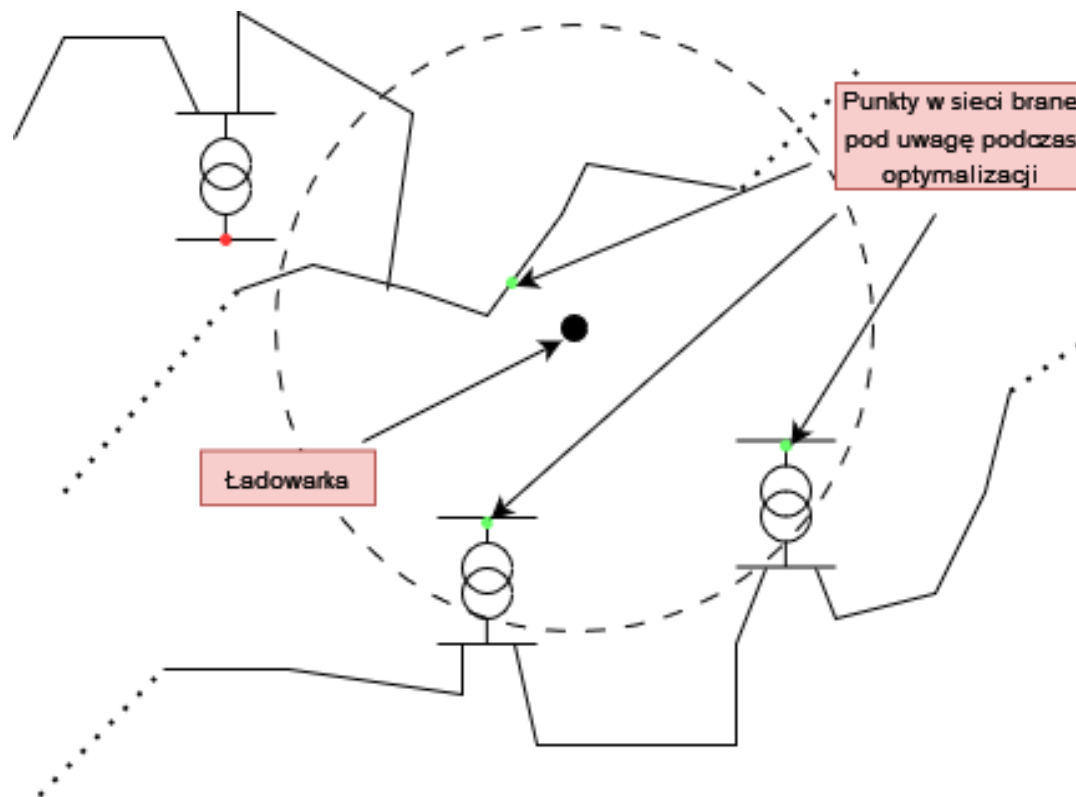 Punkty w sieci brane
pod uwagę podczas
optymalizacji
Ładowarka